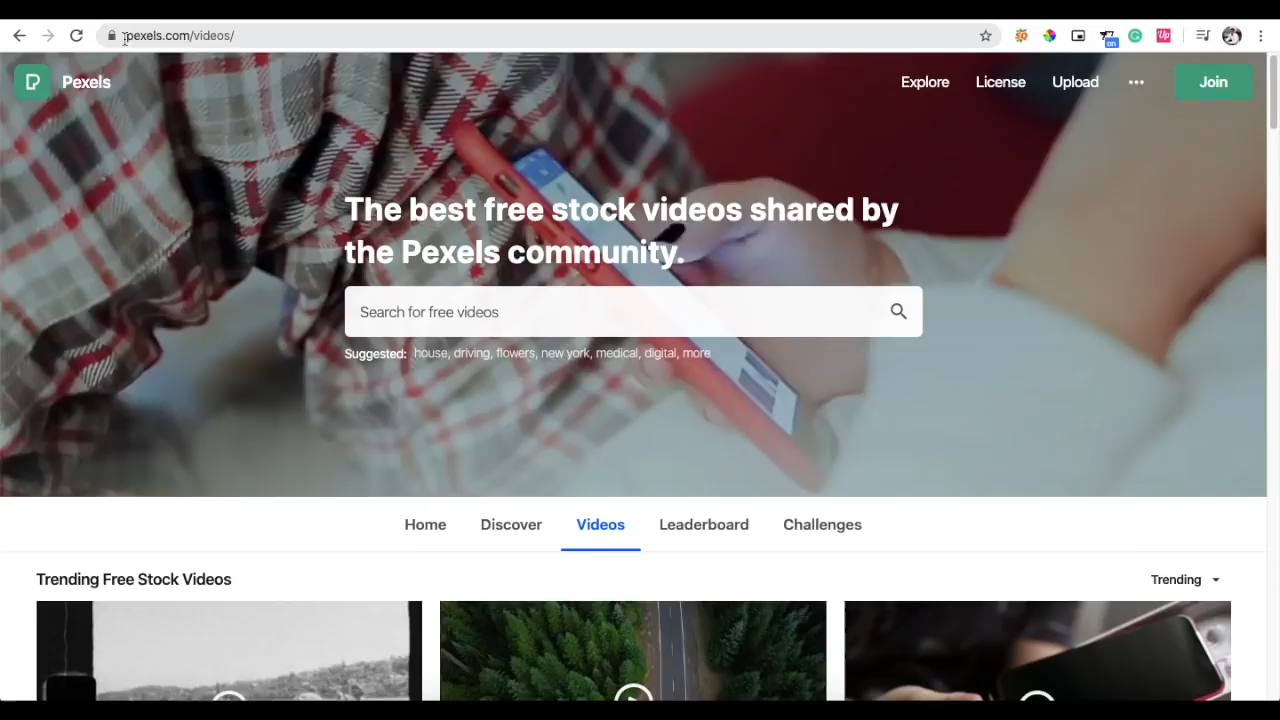 pexels.com/videos/
on
Up
Pexels
Explore
License
Upload
Join
The best free stock videos shared by
the Pexels community.
Search for free videos
Suggested: house, driving, flowers, new york, medical, digital, more
Home
Discover
Videos
Leaderboard
Challenges
Trending Free Stock Videos
Trending